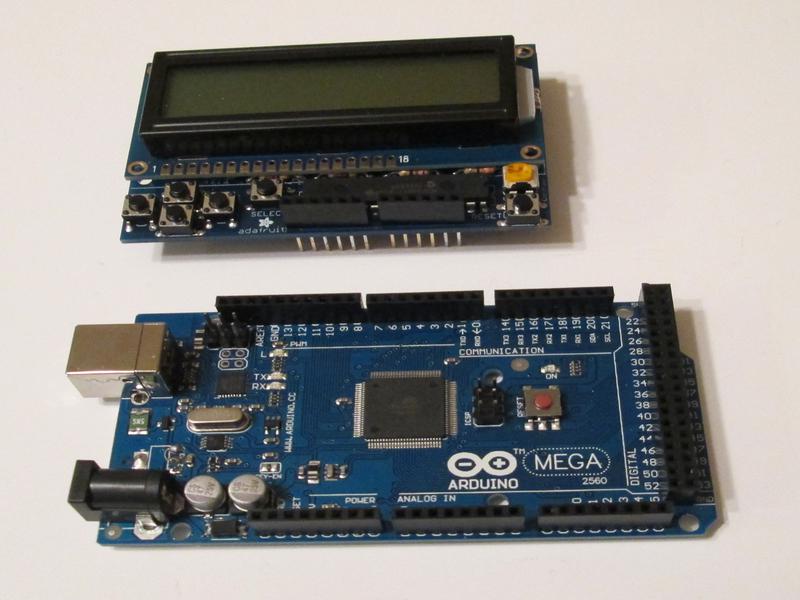 1
18
SELECT
RESET
adafruit
AREF
GND
13
12
11
10
9
8
7
6
5
4
3
2
TX0 1
RX0 0
TX3 14
RX3 15
TX2 16
RX2 17
TX1 18
RX1 19
SDA 20
SCL 21
PWM
COMMUNICATION
L
TX
RX
ON
WWW.ARDUINO.CC
ICSP
RESET
22
24
26
28
30
32
34
36
38
40
42
44
46
48
50
52
DIGITAL
GND
TM
ARDUINO
MEGA
2560
POWER
ANALOG IN